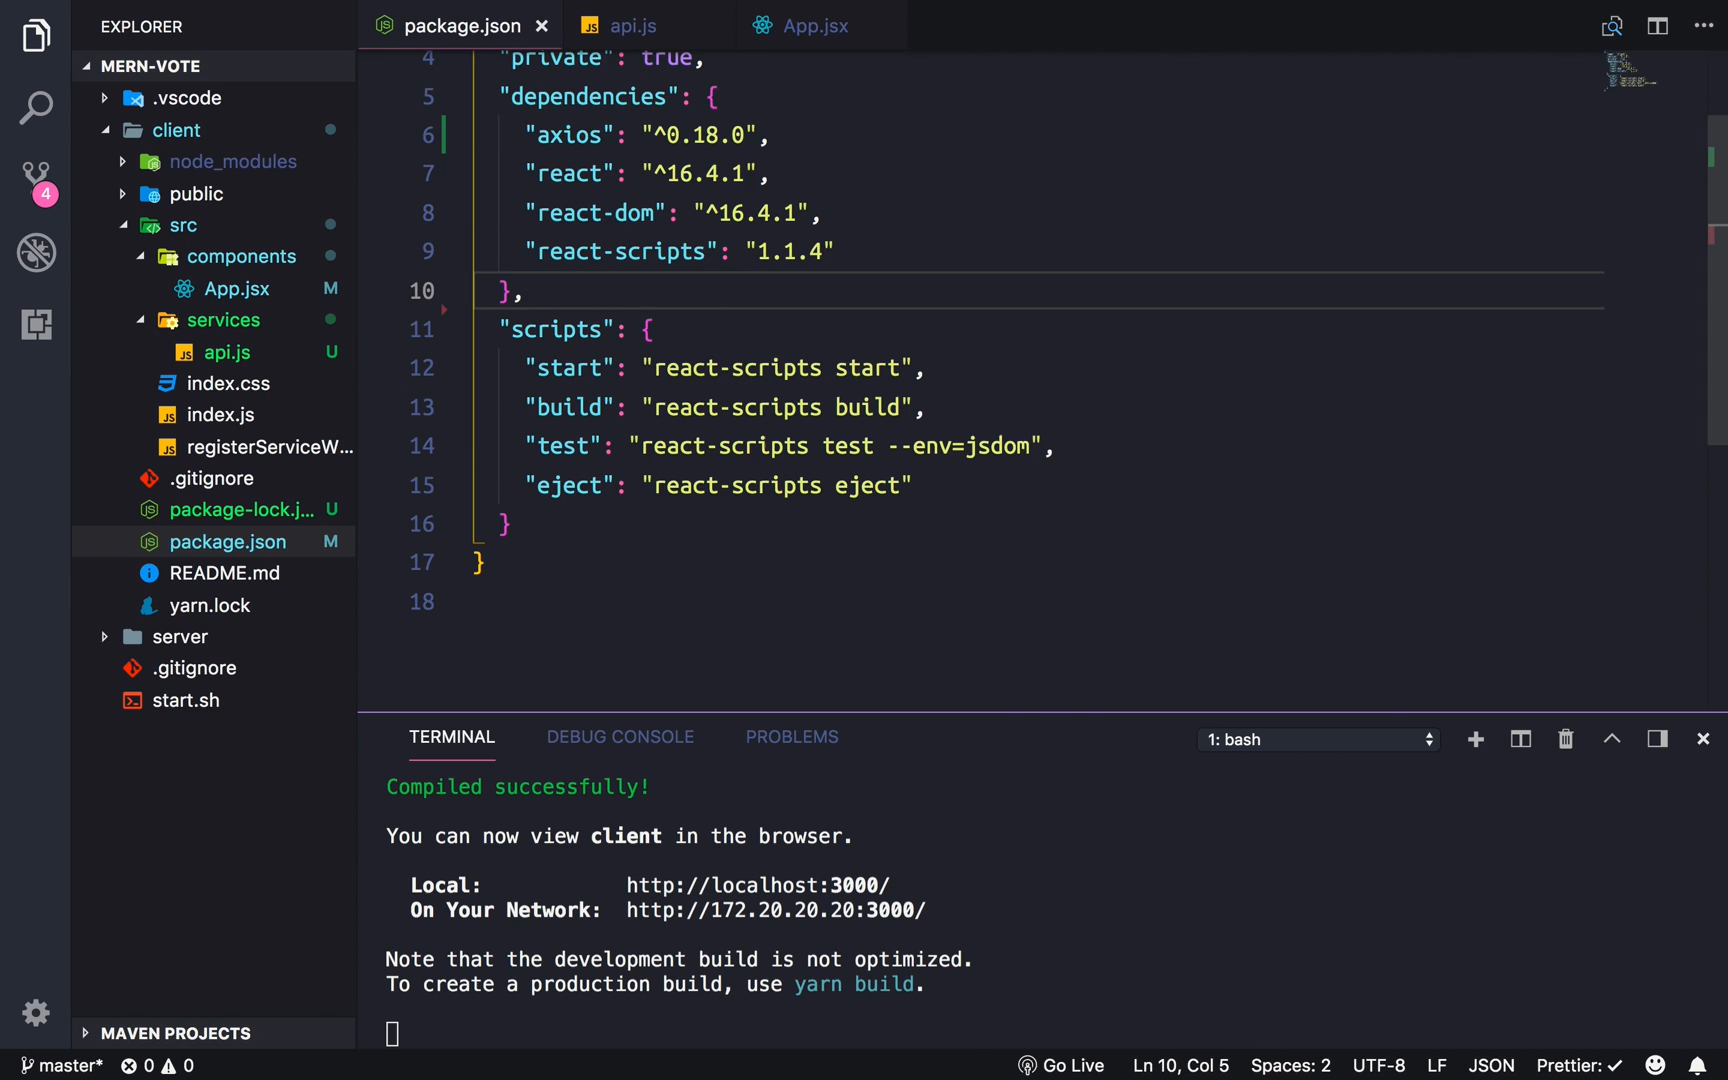 EXPLORER
MERN-VOTE
.vscode
client
node_modules
public
src
components
App.jsx M
services
api.js U
index.css
index.js
registerServiceW...
.gitignore
package-lock.j... U
package.json M
README.md
yarn.lock
server
.gitignore
start.sh
MAVEN PROJECTS
4
package.json
api.js
App.jsx
4 "private": true,
5 "dependencies": {
6 "axios": "^0.18.0",
7 "react": "^16.4.1",
8 "react-dom": "^16.4.1",
9 "react-scripts": "1.1.4"
10 },
11 "scripts": {
12 "start": "react-scripts start",
13 "build": "react-scripts build",
14 "test": "react-scripts test --env=jsdom",
15 "eject": "react-scripts eject"
16 }
17 }
18
TERMINAL DEBUG CONSOLE PROBLEMS 1: bash
Compiled successfully!
You can now view client in the browser.
Local: http://localhost:3000/
On Your Network: http://172.20.20.20:3000/
Note that the development build is not optimized.
To create a production build, use yarn build.
master* 0 0 Go Live Ln 10, Col 5 Spaces: 2 UTF-8 LF JSON Prettier: ✓